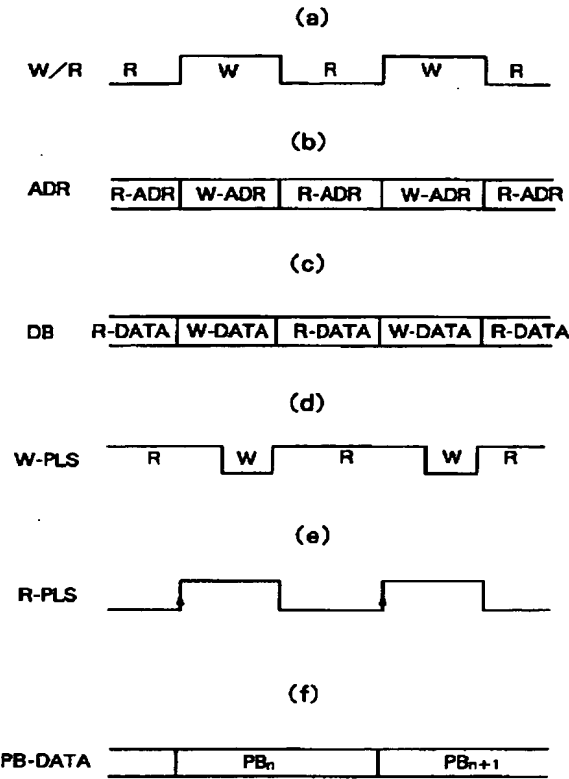 (a)
W/R R W R W R
(b)
ADR R-ADR W-ADR R-ADR W-ADR R-ADR
(c)
DB R-DATA W-DATA R-DATA W-DATA R-DATA
(d)
W-PLS R W R W R
(e)
R-PLS
(f)
PB-DATA PBn PBn+1